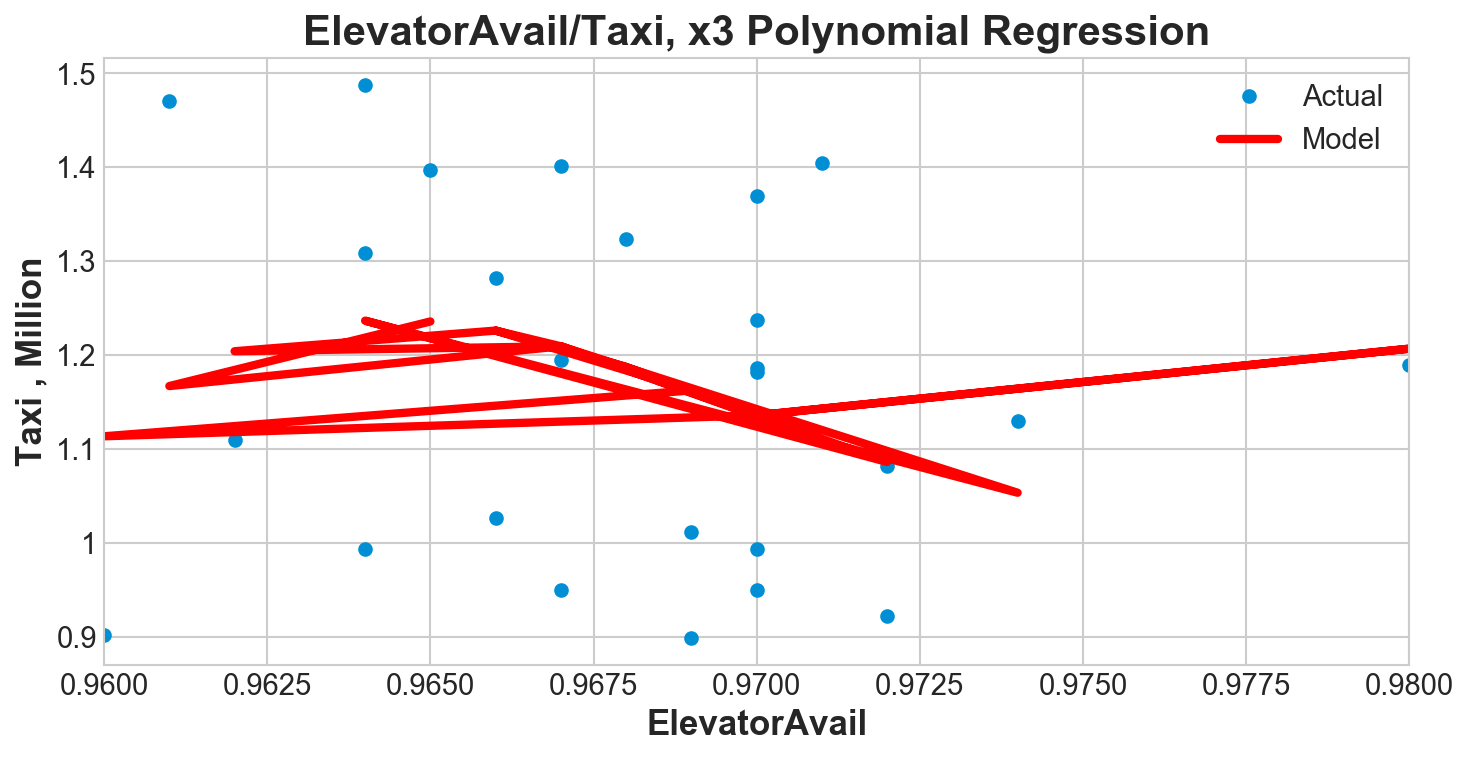 ElevatorAvail/Taxi, x3 Polynomial Regression
1.5
1.4
1.3
1.2
1.1
1
0.9
Taxi , Million
Actual
Model
0.9600 0.9625 0.9650 0.9675 0.9700 0.9725 0.9750 0.9775 0.9800
ElevatorAvail